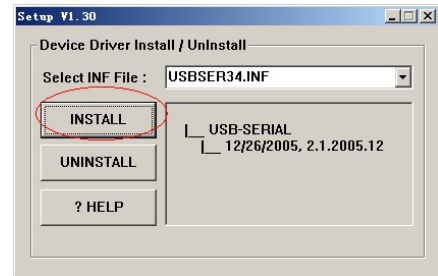 Setup V1.30
Device Driver Install / UnInstall
Select INF File : USBSER34.INF
INSTALL
|__ USB-SERIAL
|__ 12/26/2005, 2.1.2005.12
UNINSTALL
? HELP